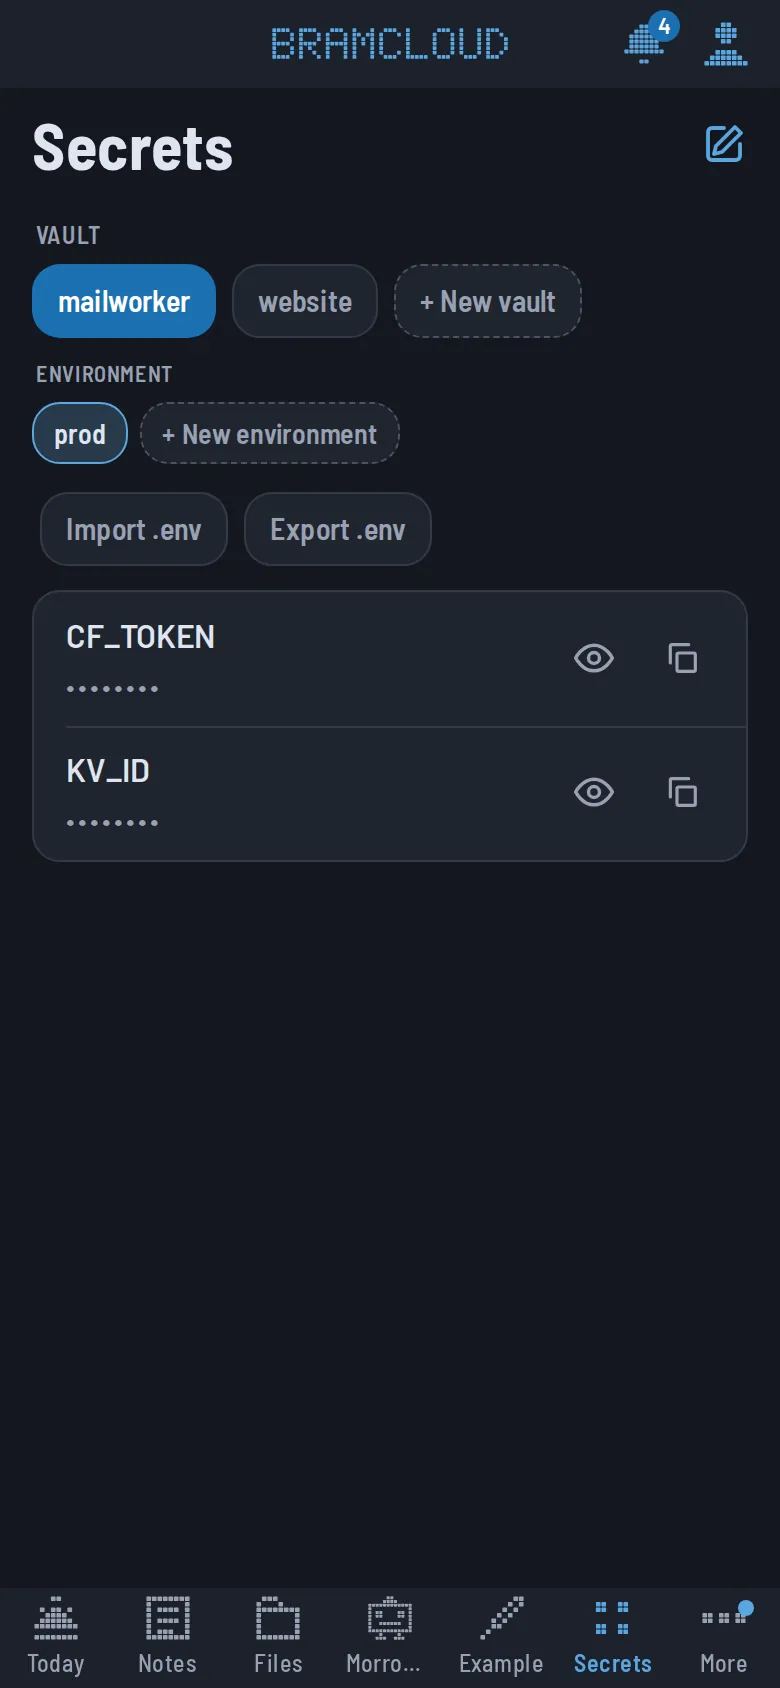 BRAMCLOUD
4
Secrets
VAULT
mailworker
website
+ New vault
ENVIRONMENT
prod
+ New environment
Import .env
Export .env
CF_TOKEN
••••••••
KV_ID
••••••••
Today
Notes
Files
Morro...
Example
Secrets
More